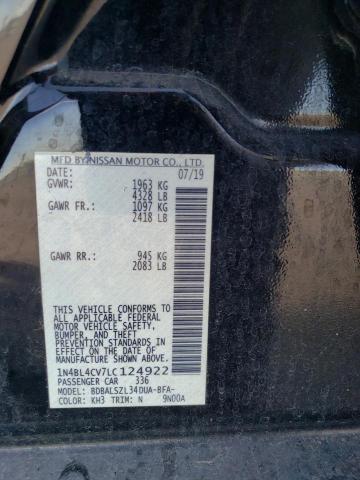 MFD BY NISSAN MOTOR CO., LTD.
DATE: 07/19
GVWR: 1963 KG
4328 LB
GAWR FR: 1097 KG
2418 LB
GAWR RR: 945 KG
2083 LB
THIS VEHICLE CONFORMS TO
ALL APPLICABLE FEDERAL
MOTOR VEHICLE SAFETY,
BUMPER, AND THEFT
PREVENTION STANDARDS IN
EFFECT ON THE DATE OF
MANUFACTURE SHOWN ABOVE.
1N4BL4CV7LC124922
PASSENGER CAR 336
MODEL: BDBALSZL34DUA-BFA-
COLOR: KH3 TRIM: N 9N00A